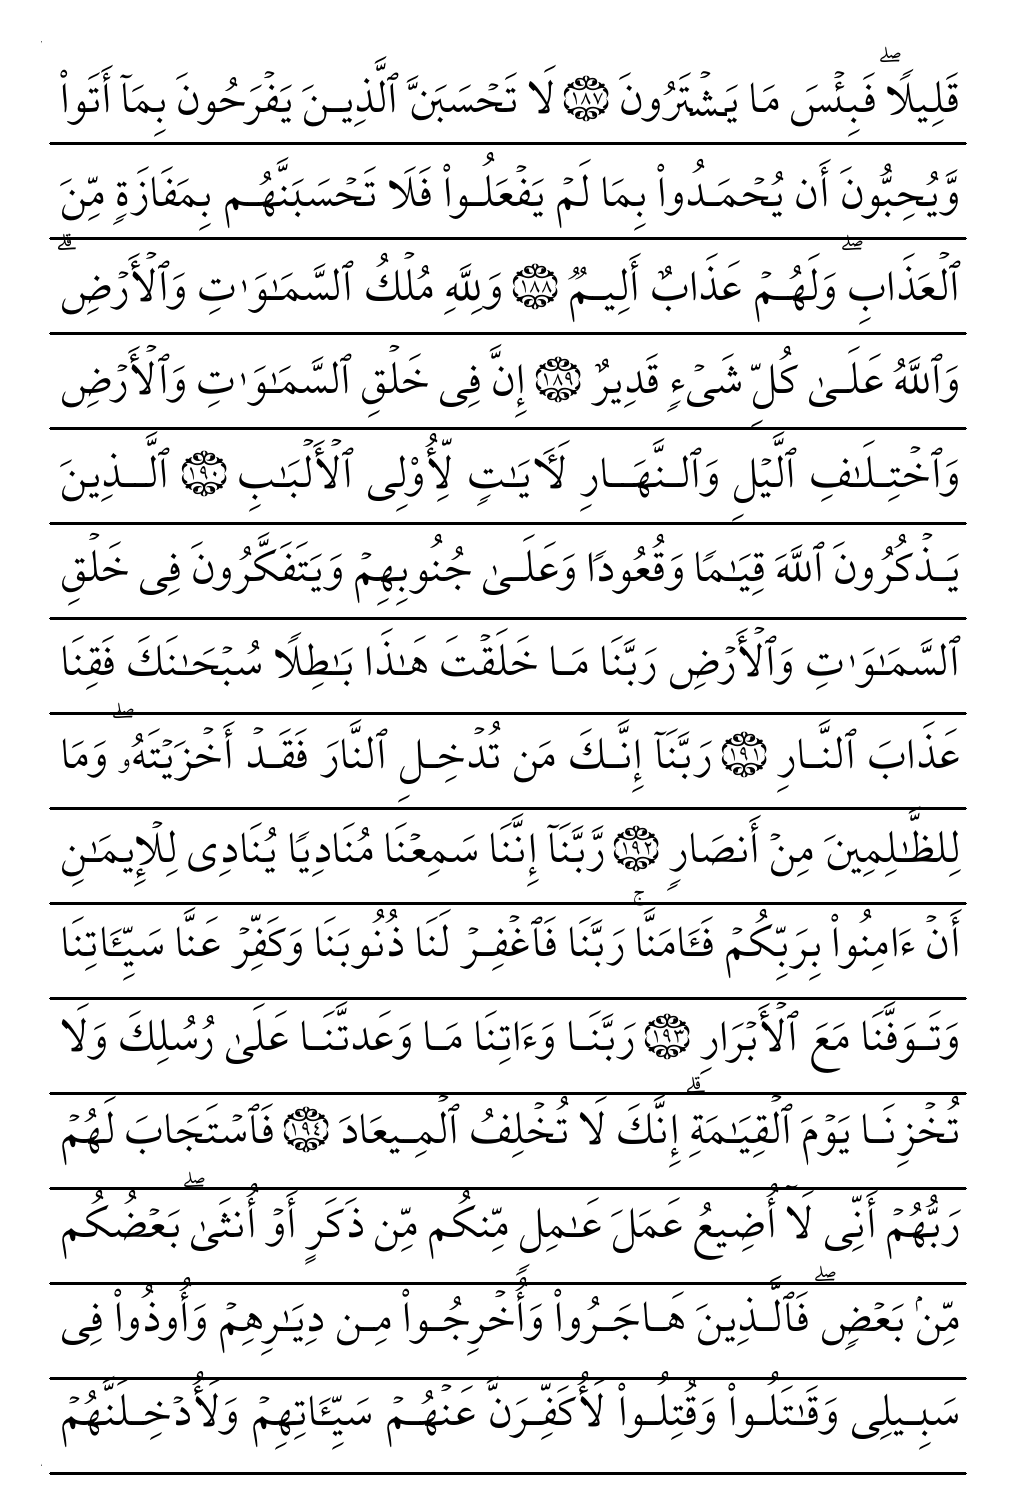 قَلِيلًاۖ فَبِئْسَ مَا يَشْتَرُونَ ١٨٧ لَا تَحْسَبَنَّ ٱلَّذِينَ يَفْرَحُونَ بِمَآ أَتَوا۟
وَّيُحِبُّونَ أَن يُحْمَدُوا۟ بِمَا لَمْ يَفْعَلُوا۟ فَلَا تَحْسَبَنَّهُم بِمَفَازَةٍ مِّنَ
ٱلْعَذَابِۖ وَلَهُمْ عَذَابٌ أَلِيمٌ ١٨٨ وَلِلَّهِ مُلْكُ ٱلسَّمَـٰوَٰتِ وَٱلْأَرْضِۗ
وَٱللَّهُ عَلَىٰ كُلِّ شَىْءٍ قَدِيرٌ ١٨٩ إِنَّ فِى خَلْقِ ٱلسَّمَـٰوَٰتِ وَٱلْأَرْضِ
وَٱخْتِلَـٰفِ ٱلَّيْلِ وَٱلنَّهَارِ لَـَٔايَـٰتٍ لِّأُو۟لِى ٱلْأَلْبَـٰبِ ١٩٠ ٱلَّذِينَ
يَذْكُرُونَ ٱللَّهَ قِيَـٰمًا وَقُعُودًا وَعَلَىٰ جُنُوبِهِمْ وَيَتَفَكَّرُونَ فِى خَلْقِ
ٱلسَّمَـٰوَٰتِ وَٱلْأَرْضِ رَبَّنَا مَا خَلَقْتَ هَـٰذَا بَـٰطِلًا سُبْحَـٰنَكَ فَقِنَا
عَذَابَ ٱلنَّارِ ١٩١ رَبَّنَآ إِنَّكَ مَن تُدْخِلِ ٱلنَّارَ فَقَدْ أَخْزَيْتَهُۥۖ وَمَا
لِلظَّـٰلِمِينَ مِنْ أَنصَارٍ ١٩٢ رَّبَّنَآ إِنَّنَا سَمِعْنَا مُنَادِيًا يُنَادِى لِلْإِيمَـٰنِ
أَنْ ءَامِنُوا۟ بِرَبِّكُمْ فَـَٔامَنَّاۚ رَبَّنَا فَٱغْفِرْ لَنَا ذُنُوبَنَا وَكَفِّرْ عَنَّا سَيِّـَٔاتِنَا
وَتَوَفَّنَا مَعَ ٱلْأَبْرَارِ ١٩٣ رَبَّنَا وَءَاتِنَا مَا وَعَدتَّنَا عَلَىٰ رُسُلِكَ وَلَا
تُخْزِنَا يَوْمَ ٱلْقِيَـٰمَةِۗ إِنَّكَ لَا تُخْلِفُ ٱلْمِيعَادَ ١٩٤ فَٱسْتَجَابَ لَهُمْ
رَبُّهُمْ أَنِّى لَآ أُضِيعُ عَمَلَ عَـٰمِلٍ مِّنكُم مِّن ذَكَرٍ أَوْ أُنثَىٰۖ بَعْضُكُم
مِّنۢ بَعْضٍۖ فَٱلَّذِينَ هَاجَرُوا۟ وَأُخْرِجُوا۟ مِن دِيَـٰرِهِمْ وَأُوذُوا۟ فِى
سَبِيلِى وَقَـٰتَلُوا۟ وَقُتِلُوا۟ لَأُكَفِّرَنَّ عَنْهُمْ سَيِّـَٔاتِهِمْ وَلَأُدْخِلَنَّهُمْ